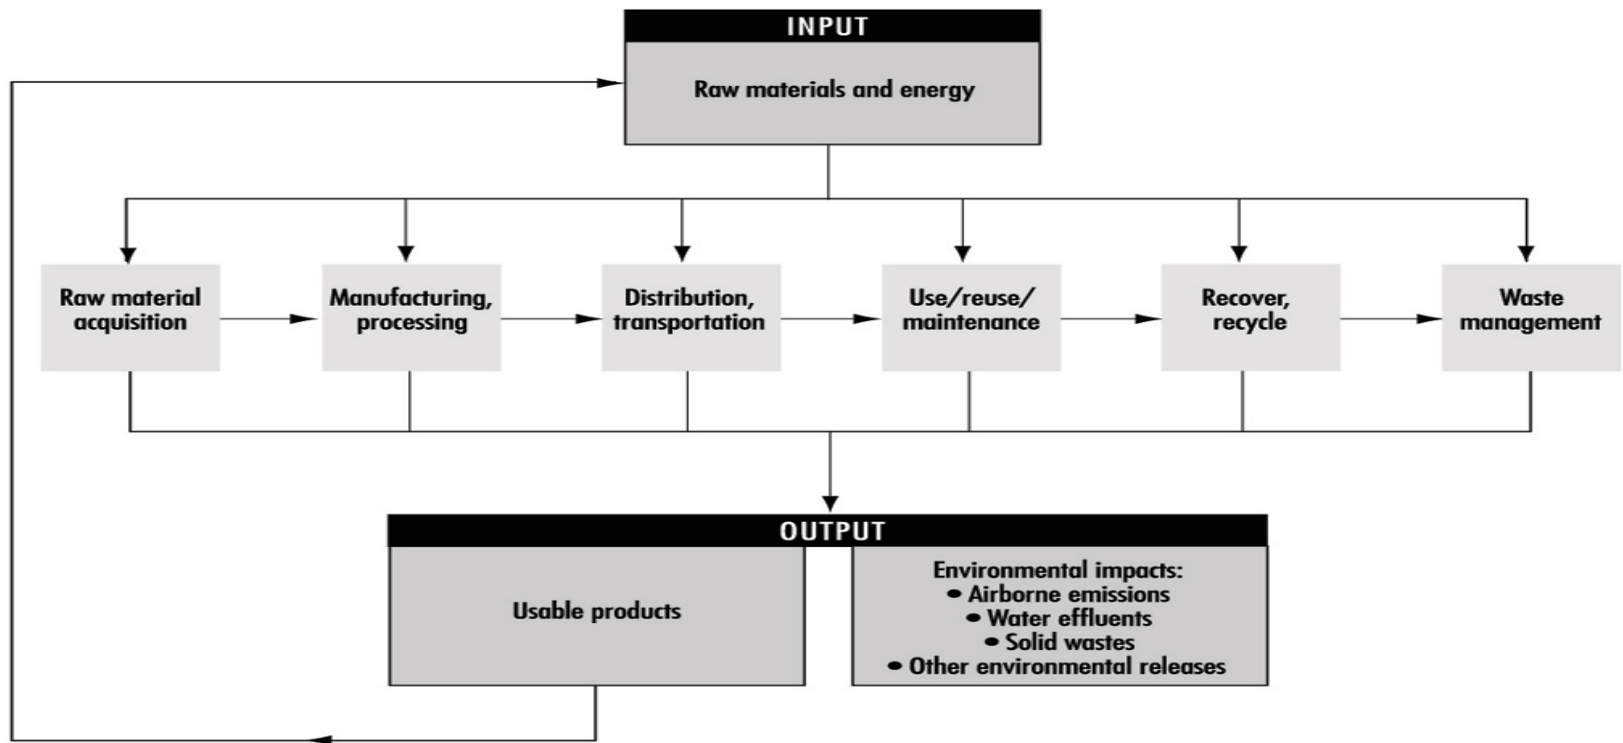 INPUT
Raw materials and energy
Raw material
acquisition
Manufacturing,
processing
Distribution,
transportation
Use/reuse/
maintenance
Recover,
recycle
Waste
management
OUTPUT
Usable products
Environmental impacts:
• Airborne emissions
• Water effluents
• Solid wastes
• Other environmental releases